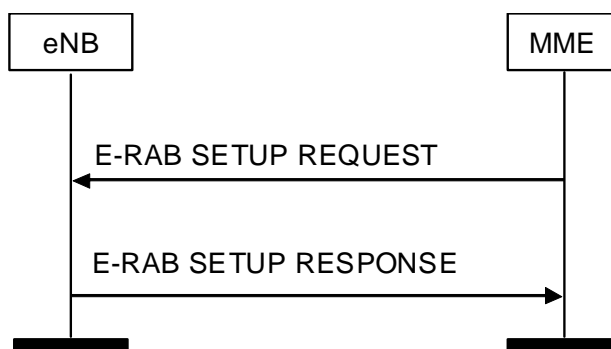 eNB
MME
E-RAB SETUP REQUEST
E-RAB SETUP RESPONSE